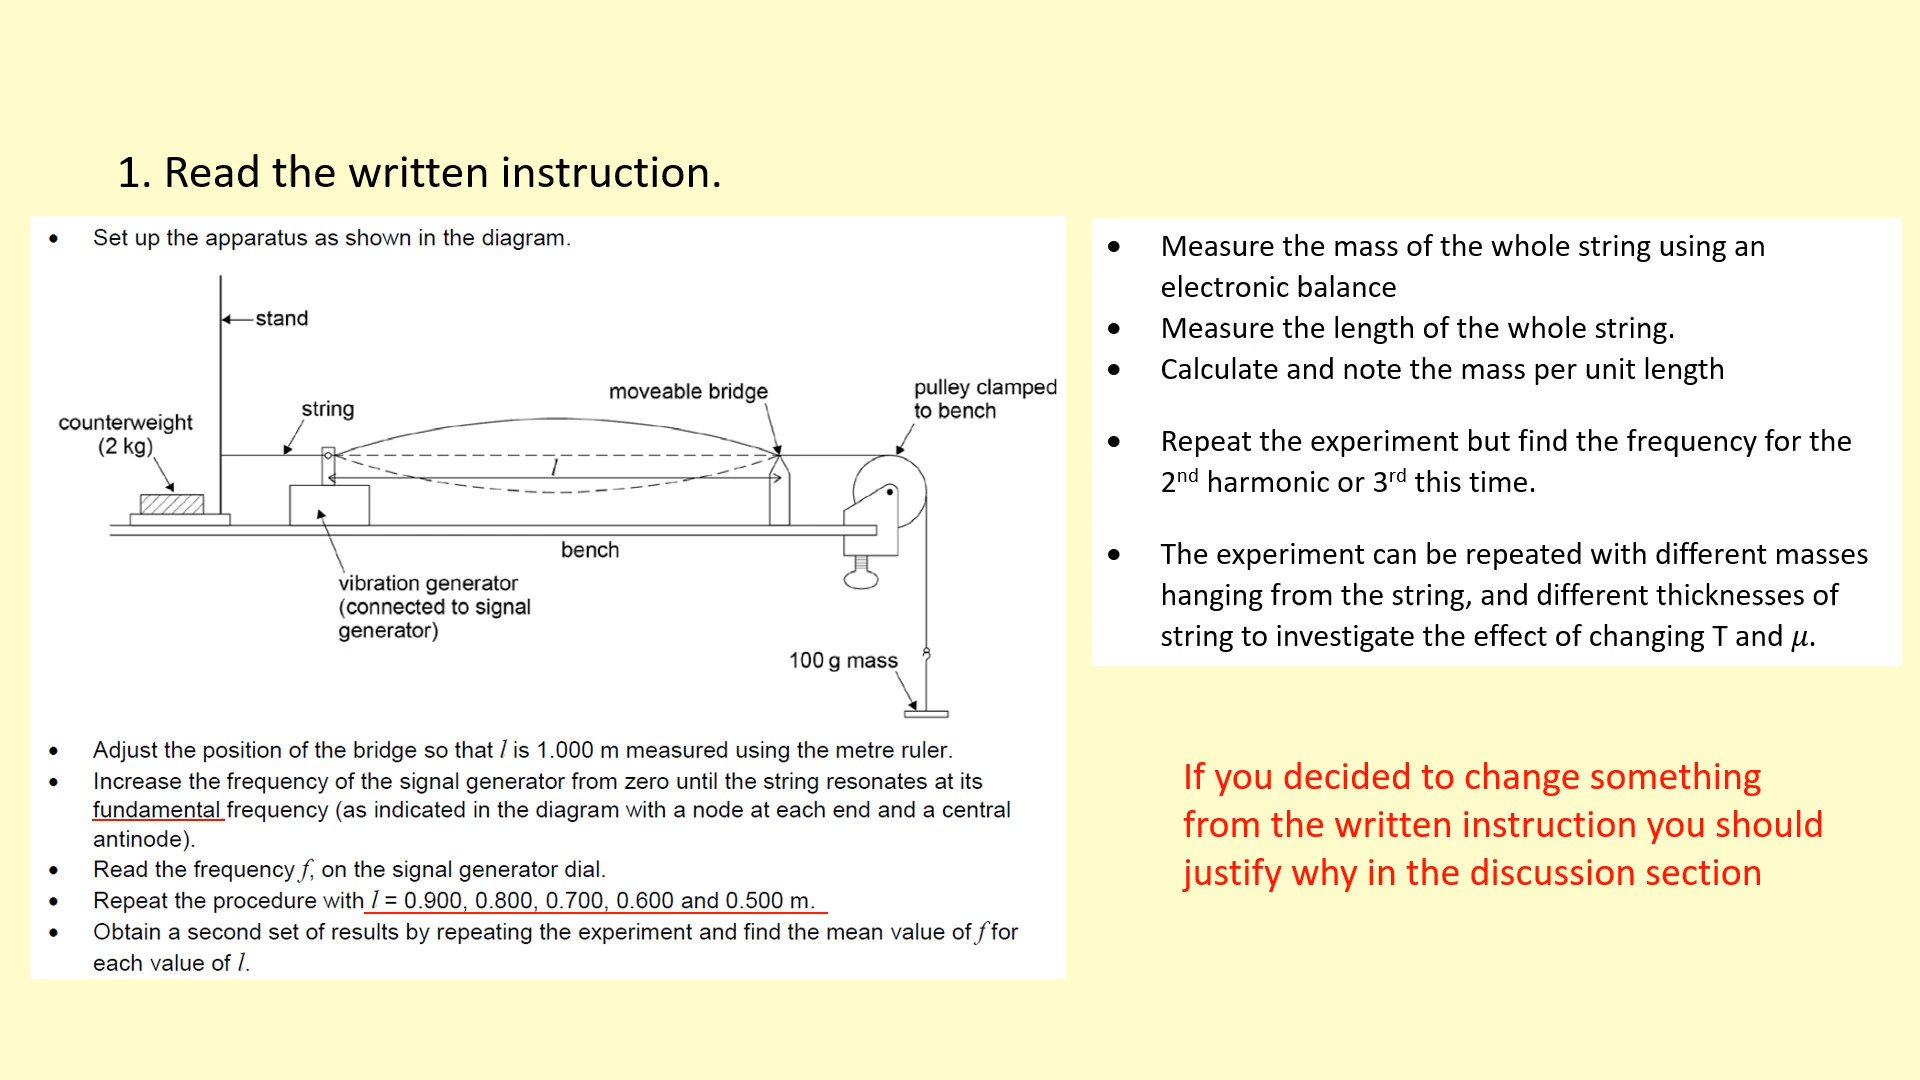 1. Read the written instruction.
• Set up the apparatus as shown in the diagram.
stand
moveable bridge
pulley clamped
to bench
string
counterweight
(2 kg)
l
bench
vibration generator
(connected to signal
generator)
100 g mass
• Adjust the position of the bridge so that l is 1.000 m measured using the metre ruler.
• Increase the frequency of the signal generator from zero until the string resonates at its
fundamental frequency (as indicated in the diagram with a node at each end and a central
antinode).
• Read the frequency f, on the signal generator dial.
• Repeat the procedure with l = 0.900, 0.800, 0.700, 0.600 and 0.500 m.
• Obtain a second set of results by repeating the experiment and find the mean value of f for
each value of l.
• Measure the mass of the whole string using an
electronic balance
• Measure the length of the whole string.
• Calculate and note the mass per unit length
• Repeat the experiment but find the frequency for the
2nd harmonic or 3rd this time.
• The experiment can be repeated with different masses
hanging from the string, and different thicknesses of
string to investigate the effect of changing T and μ.
If you decided to change something
from the written instruction you should
justify why in the discussion section